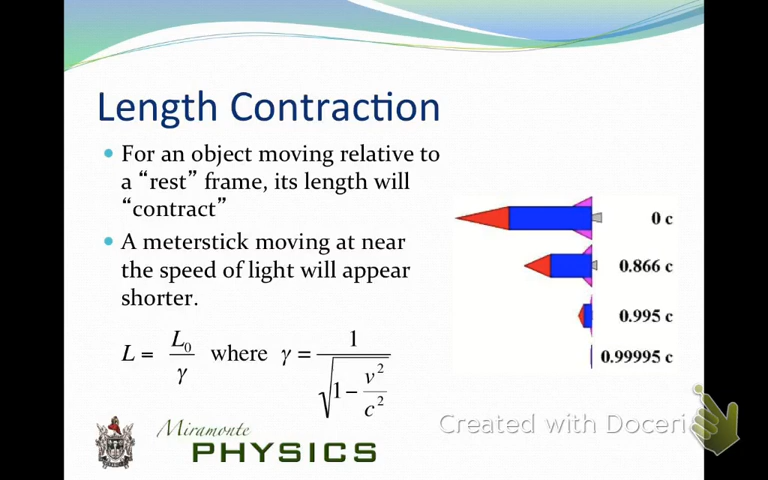 Length Contraction
• For an object moving relative to
a “rest” frame, its length will
“contract”
• A meterstick moving at near
the speed of light will appear
shorter.
L = L₀/γ where γ = 1/√(1 − v²/c²)
0 c
0.866 c
0.995 c
0.99995 c
Created with Doceri
Miramonte
PHYSICS